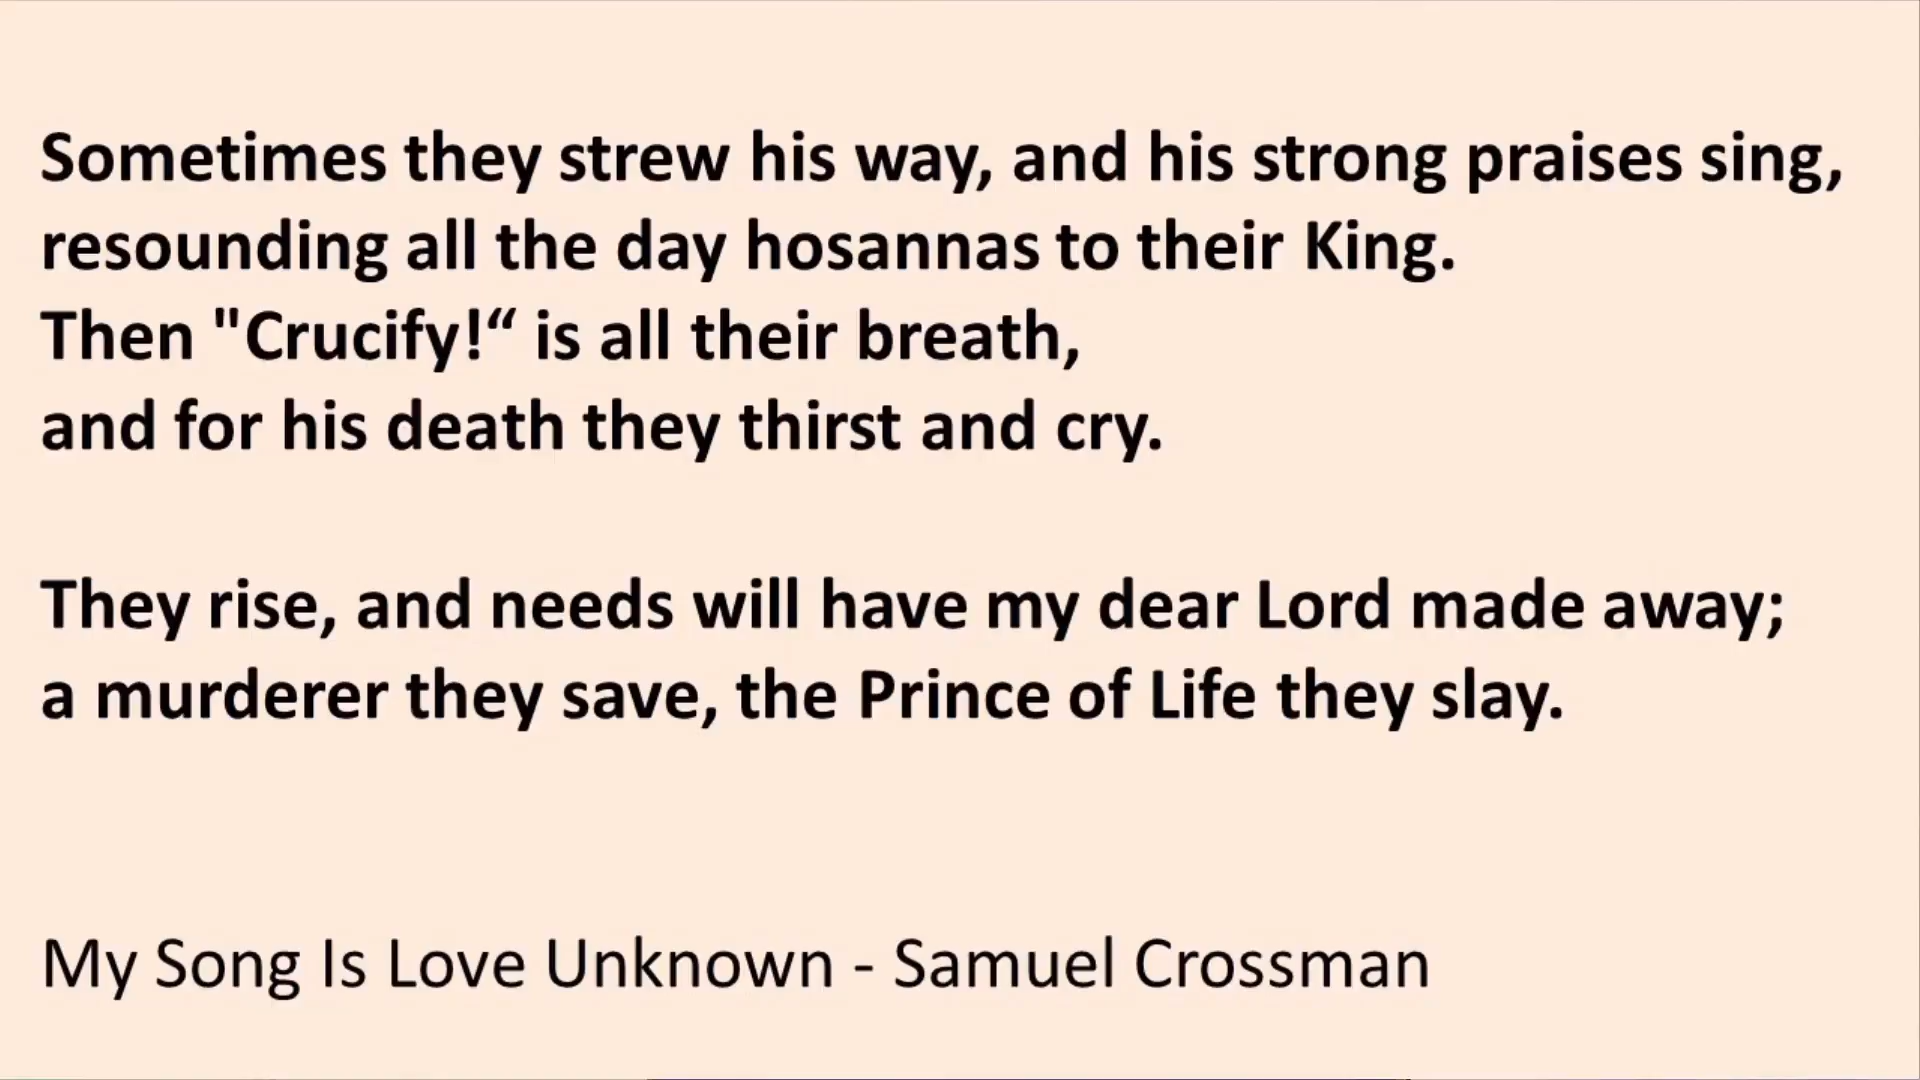 Sometimes they strew his way, and his strong praises sing,
resounding all the day hosannas to their King.
Then "Crucify!“ is all their breath,
and for his death they thirst and cry.
They rise, and needs will have my dear Lord made away;
a murderer they save, the Prince of Life they slay.
My Song Is Love Unknown - Samuel Crossman